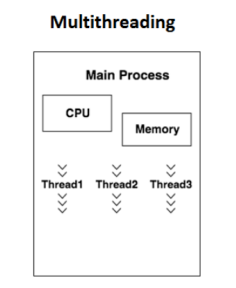 Multithreading
Main Process
CPU
Memory
Thread1 Thread2 Thread3